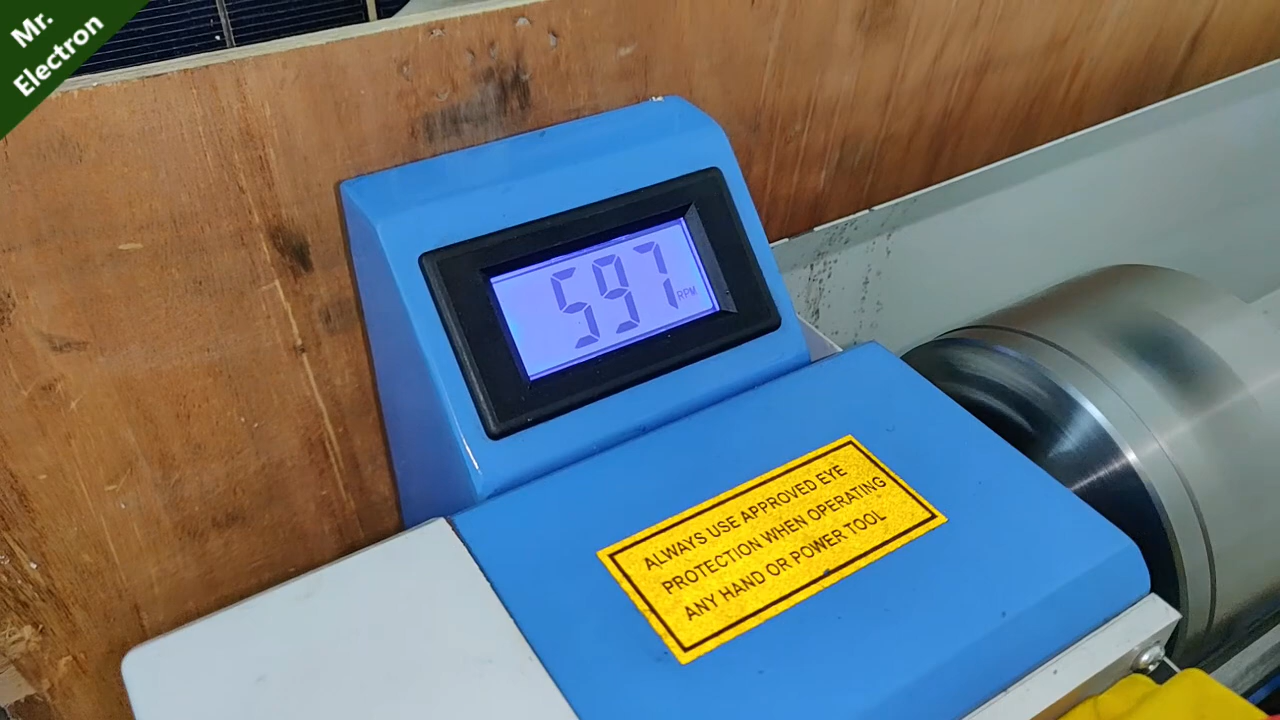 Mr.
Electron
597
RPM
ALWAYS USE APPROVED EYE
PROTECTION WHEN OPERATING
ANY HAND OR POWER TOOL